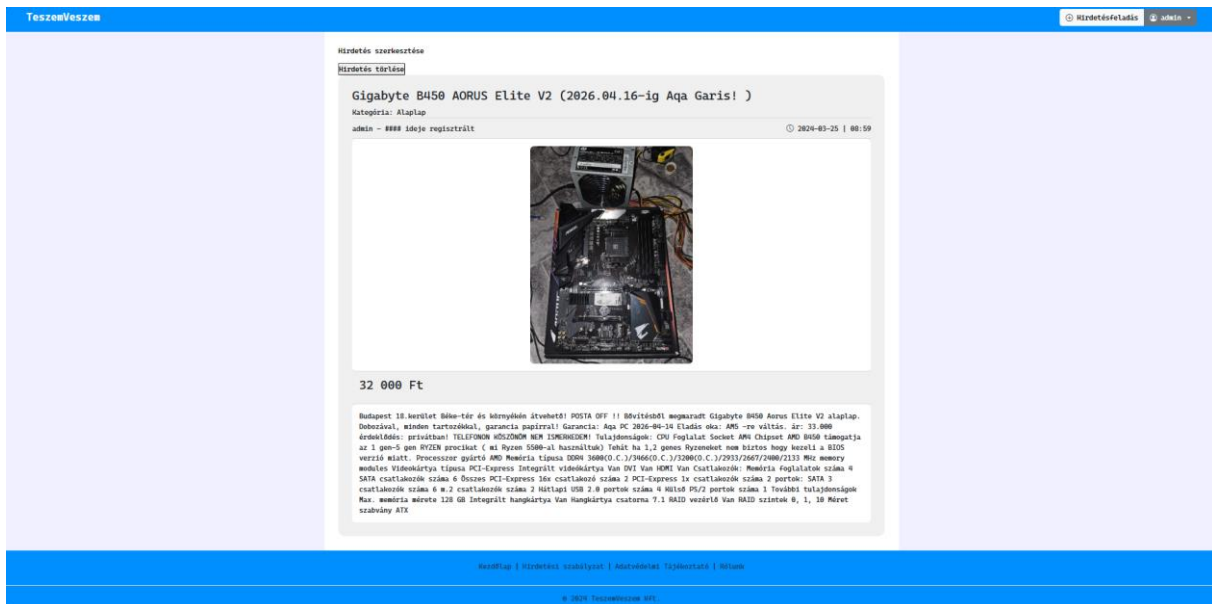 TeszemVeszem
Hirdetésfeladás
admin
Hirdetés szerkesztése
Hirdetés törlése
Gigabyte B450 AORUS Elite V2 (2026.04.16-ig Aqa Garis! )
Kategória: Alaplap
admin - #### ideje regisztrált
2024-03-25 | 08:59
32 000 Ft
Budapest 18.kerület Béke-tér és környékén átvehető! POSTA OFF !! Bővítésből megmaradt Gigabyte B450 Aorus Elite V2 alaplap.
Dobozával, minden tartozékkal, garancia papírral! Garancia: Aqa PC 2026-04-14 Eladás oka: AM5 -re váltás. ár: 33.000
érdeklődés: privátban! TELEFONON KÖSZÖNÖM NEM ISMERKEDEM! Tulajdonságok: CPU Foglalat Socket AM4 Chipset AMD B450 támogatja
az 1 gen-5 gen RYZEN procikat ( mi Ryzen 5500-al használtuk) Tehát ha 1,2 genes Ryzeneket nem biztos hogy kezeli a BIOS
verzió miatt. Processzor gyártó AMD Memória típusa DDR4 3600(O.C.)/3466(O.C.)/3200(O.C.)/2933/2667/2400/2133 MHz memory
modules Videokártya típusa PCI-Express Integrált videókártya Van DVI Van HDMI Van Csatlakozók: Memória foglalatok száma 4
SATA csatlakozók száma 6 Összes PCI-Express 16x csatlakozó száma 2 PCI-Express 1x csatlakozók száma 2 portok: SATA 3
csatlakozók száma 6 m.2 csatlakozók száma 2 Hátlapi USB 2.0 portok száma 4 Külső PS/2 portok száma 1 További tulajdonságok
Max. memória mérete 128 GB Integrált hangkártya Van Hangkártya csatorna 7.1 RAID vezérlő Van RAID szintek 0, 1, 10 Méret
szabvány ATX
Kezdőlap | Hirdetési szabályzat | Adatvédelmi Tájékoztató | Rólunk
© 2024 TeszemVeszem Kft.